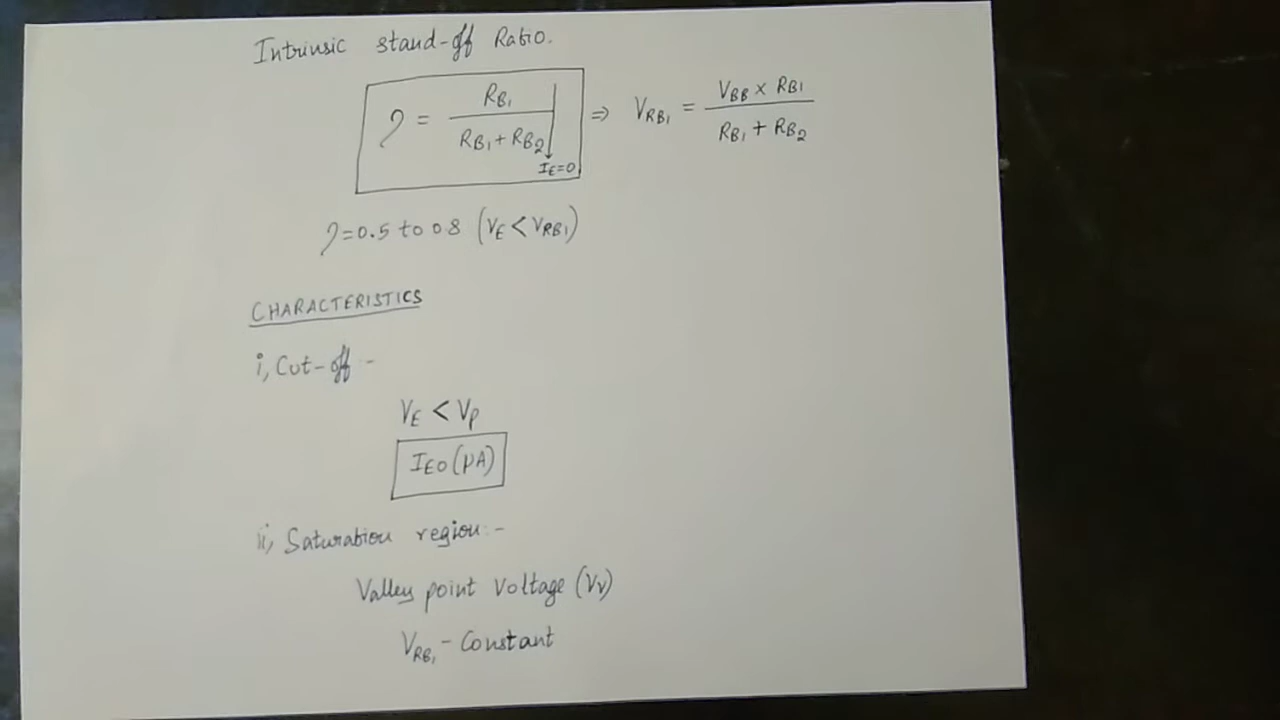 Intrinsic stand-off Ratio.
η = RB1 / (RB1 + RB2) | IE=0 ⇒ VRB1 = (VBB × RB1) / (RB1 + RB2)
η=0.5 to 0.8 (VE < VRB1)
CHARACTERISTICS
i, Cut-off -
VE < VP
IEO (μA)
ii, Saturation region:-
Valley point Voltage (Vv)
VRB1 - Constant